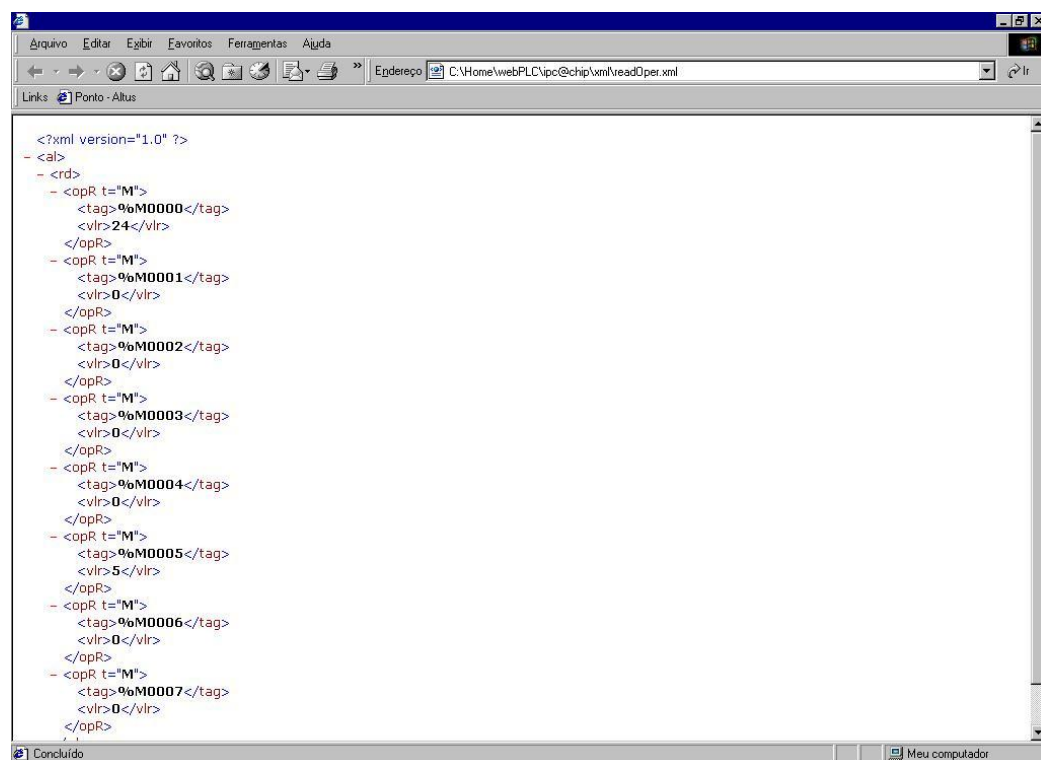 Arquivo Editar Exibir Favoritos Ferramentas Ajuda
» Endereço C:\Home\webPLC\ipc@chip\xml\readOper.xml Ir
Links Ponto - Altus
<?xml version="1.0" ?>
- <al>
- <rd>
- <opR t="M">
<tag>%M0000</tag>
<vlr>24</vlr>
</opR>
- <opR t="M">
<tag>%M0001</tag>
<vlr>0</vlr>
</opR>
- <opR t="M">
<tag>%M0002</tag>
<vlr>0</vlr>
</opR>
- <opR t="M">
<tag>%M0003</tag>
<vlr>0</vlr>
</opR>
- <opR t="M">
<tag>%M0004</tag>
<vlr>0</vlr>
</opR>
- <opR t="M">
<tag>%M0005</tag>
<vlr>5</vlr>
</opR>
- <opR t="M">
<tag>%M0006</tag>
<vlr>0</vlr>
</opR>
- <opR t="M">
<tag>%M0007</tag>
<vlr>0</vlr>
</opR>
Concluído Meu computador